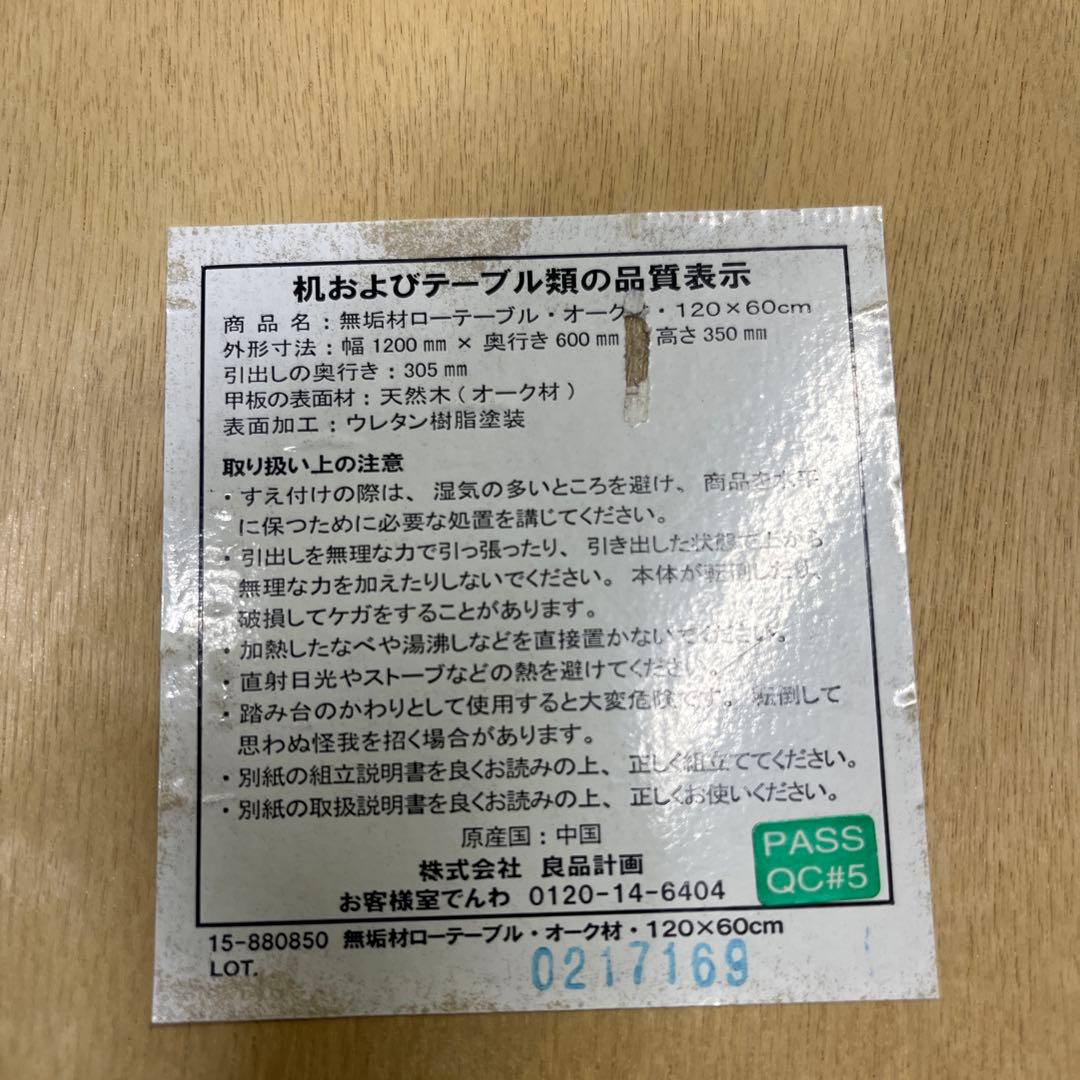 机およびテーブル類の品質表示
商品名：無垢材ローテーブル・オーク ・120×60cm
外形寸法：幅1200mm × 奥行き600mm 高さ350mm
引出しの奥行き：305mm
甲板の表面材：天然木(オーク材)
表面加工：ウレタン樹脂塗装
取り扱い上の注意
・すえ付けの際は、湿気の多いところを避け、商品を水平
に保つために必要な処置を講じてください。
・引出しを無理な力で引っ張ったり、引き出した状態で上から
無理な力を加えたりしないでください。本体が転倒したり、
破損してケガをすることがあります。
・加熱したなべや湯沸しなどを直接置かないでください。
・直射日光やストーブなどの熱を避けてください。
・踏み台のかわりとして使用すると大変危険です。転倒して
思わぬ怪我を招く場合があります。
・別紙の組立説明書を良くお読みの上、正しく組立ててください。
・別紙の取扱説明書を良くお読みの上、正しくお使いください。
原産国：中国
株式会社 良品計画
お客様室でんわ 0120-14-6404
PASS
QC#5
15-880850 無垢材ローテーブル・オーク材・120×60cm
LOT.
0217169